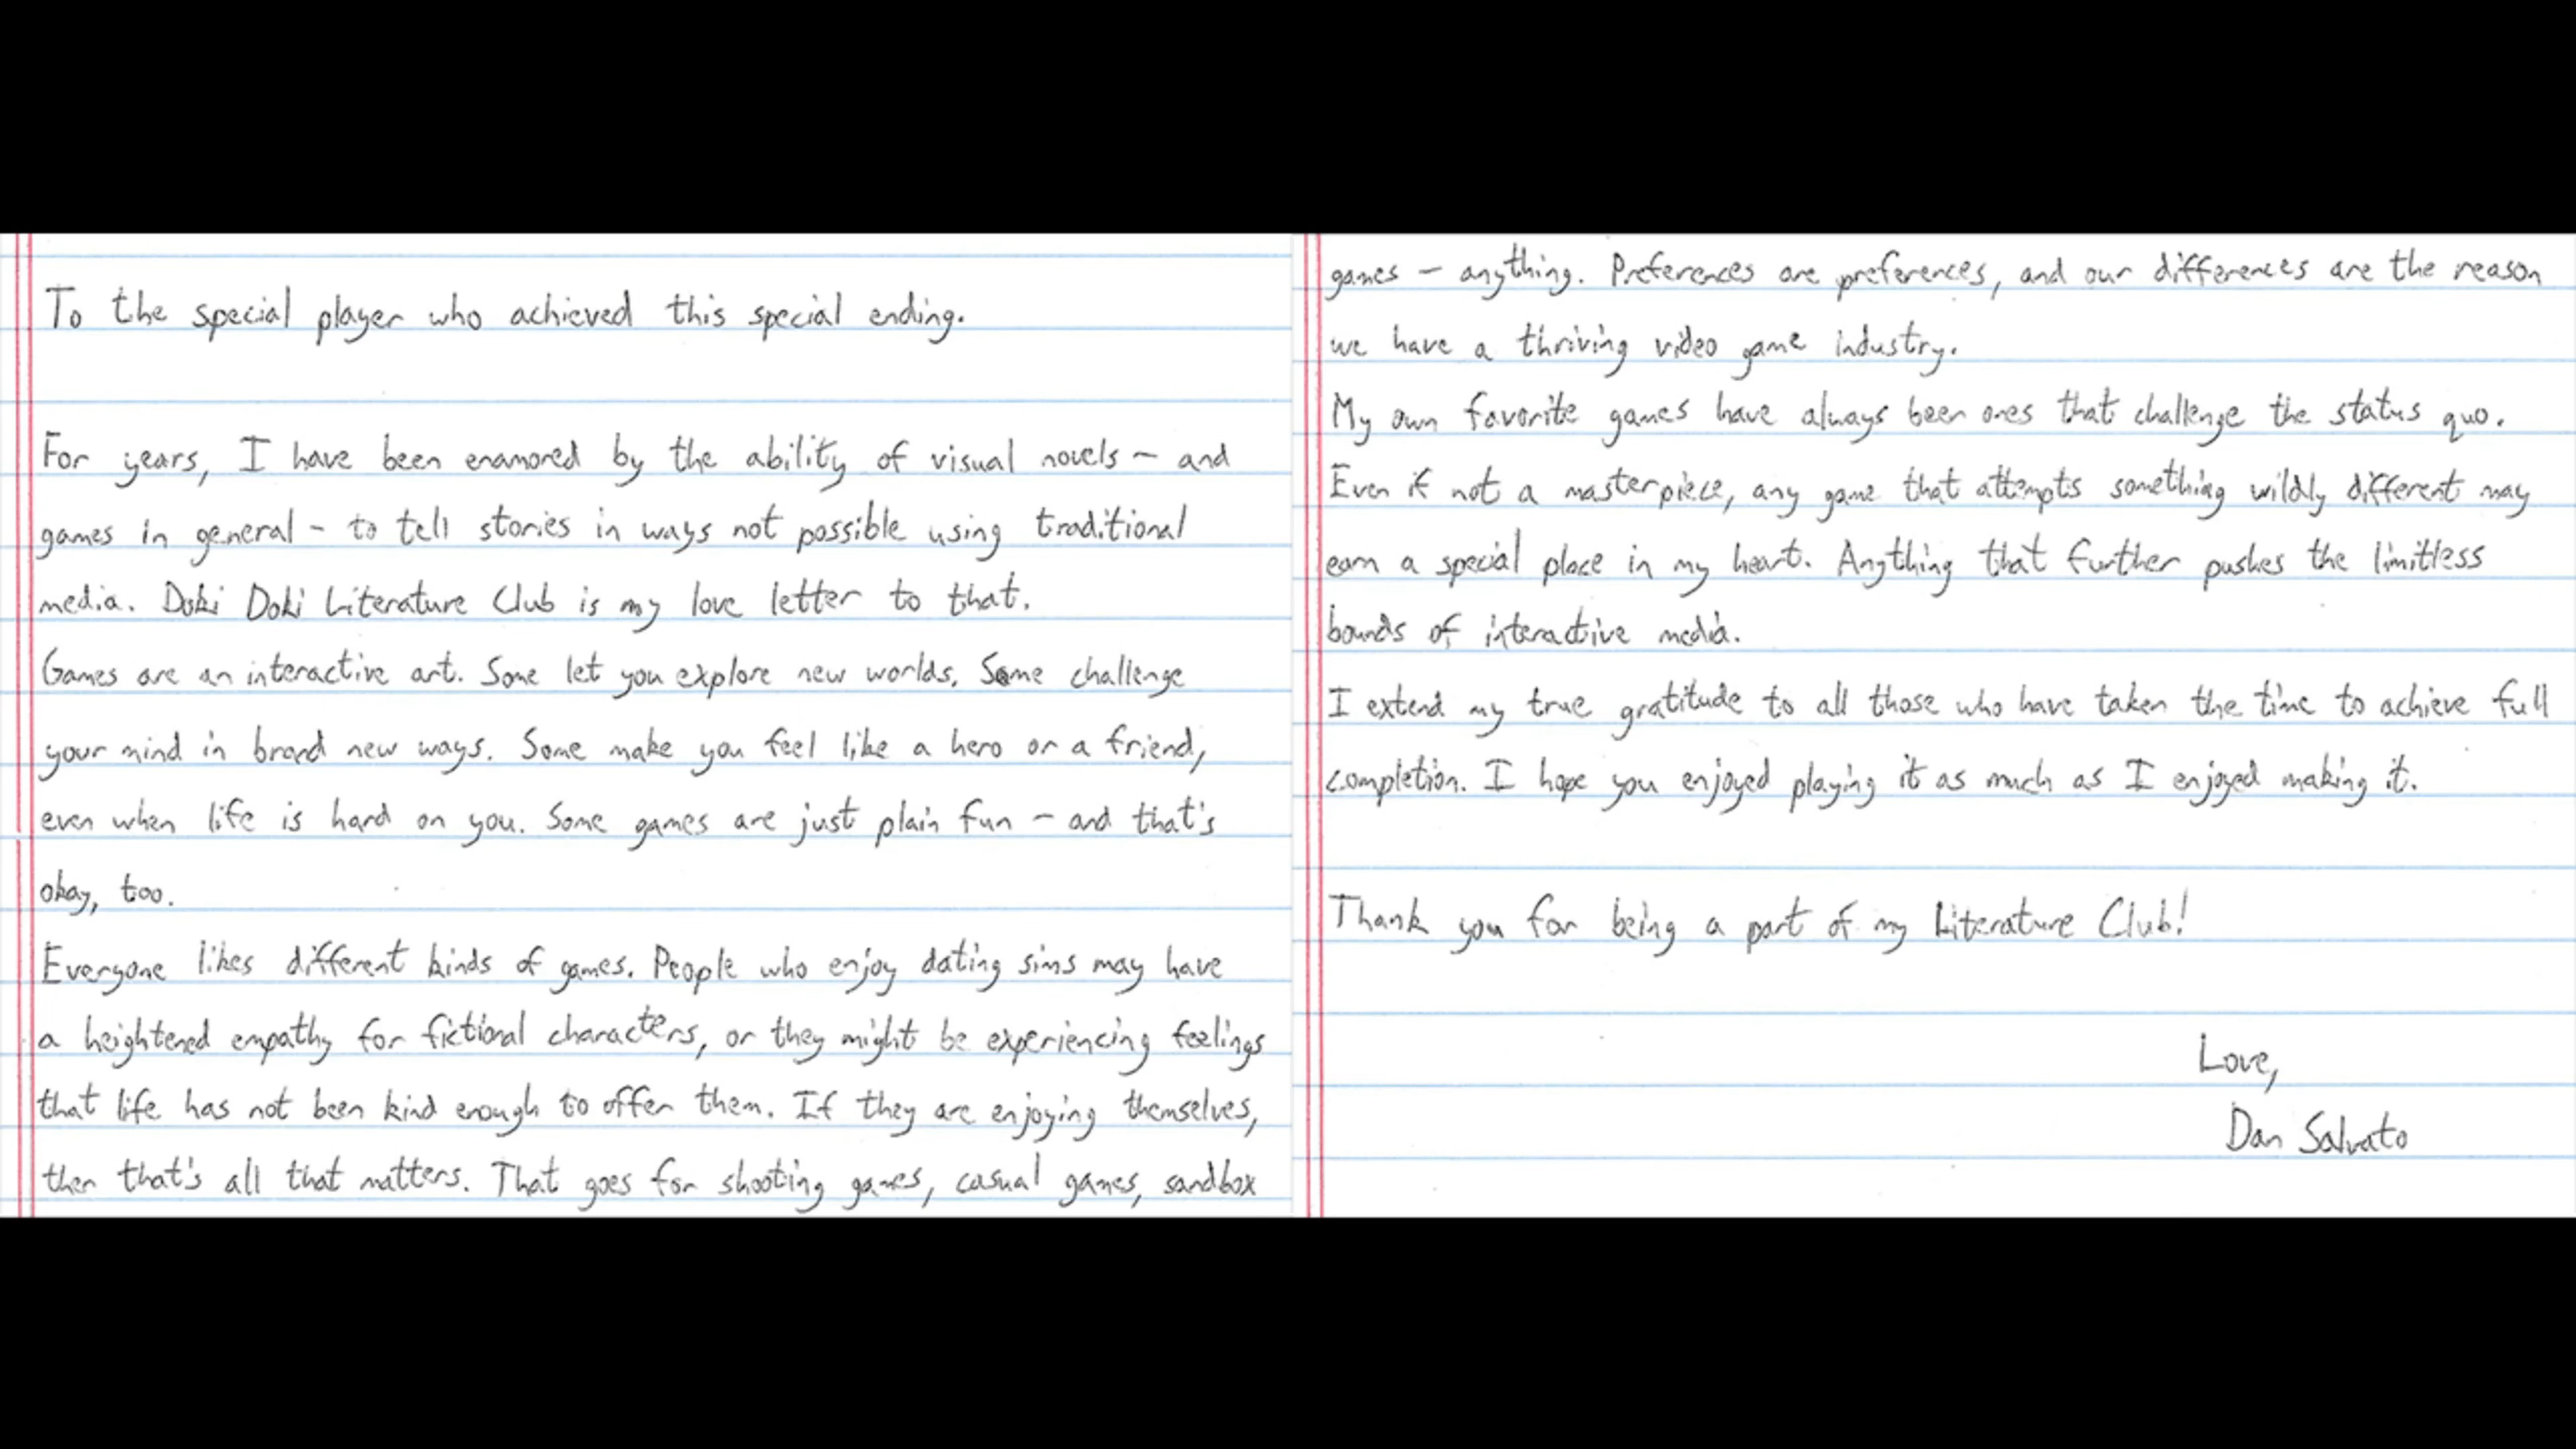 To the special player who achieved this special ending.
For years, I have been enamored by the ability of visual novels - and
games in general - to tell stories in ways not possible using traditional
media. Doki Doki Literature Club is my love letter to that.
Games are an interactive art. Some let you explore new worlds. Some challenge
your mind in brand new ways. Some make you feel like a hero or a friend,
even when life is hard on you. Some games are just plain fun - and that's
okay, too.
Everyone likes different kinds of games. People who enjoy dating sims may have
a heightened empathy for fictional characters, or they might be experiencing feelings
that life has not been kind enough to offer them. If they are enjoying themselves,
then that's all that matters. That goes for shooting games, casual games, sandbox
games - anything. Preferences are preferences, and our differences are the reason
we have a thriving video game industry.
My own favorite games have always been ones that challenge the status quo.
Even if not a masterpiece, any game that attempts something wildly different may
earn a special place in my heart. Anything that further pushes the limitless
bounds of interactive media.
I extend my true gratitude to all those who have taken the time to achieve full
completion. I hope you enjoyed playing it as much as I enjoyed making it.
Thank you for being a part of my Literature Club!
Love,
Dan Salvato